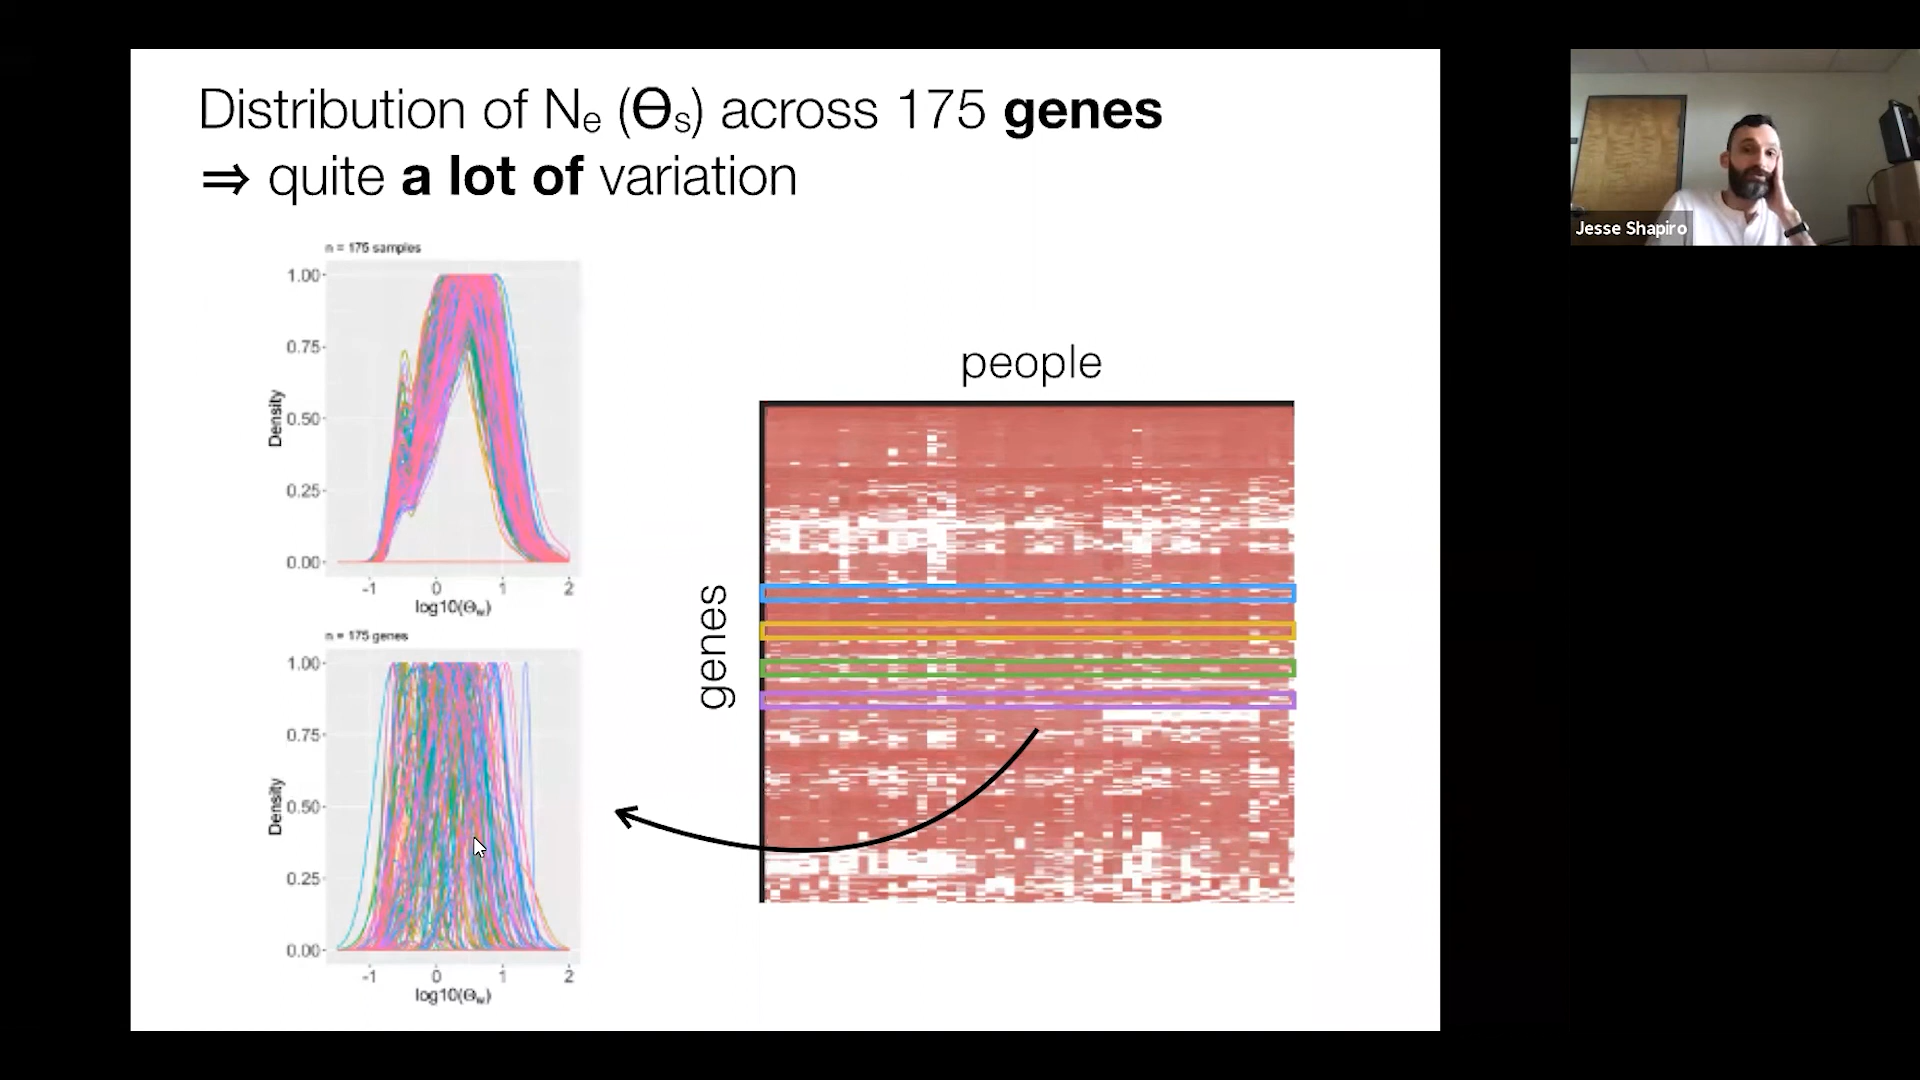 Distribution of Ne (Θs) across 175 genes
⇒ quite a lot of variation
n = 175 samples
1.00
0.75
0.50
0.25
0.00
Density
-1 0 1 2
log10(Θw)
n = 175 genes
1.00
0.75
0.50
0.25
0.00
Density
-1 0 1 2
log10(Θw)
people
genes
Jesse Shapiro